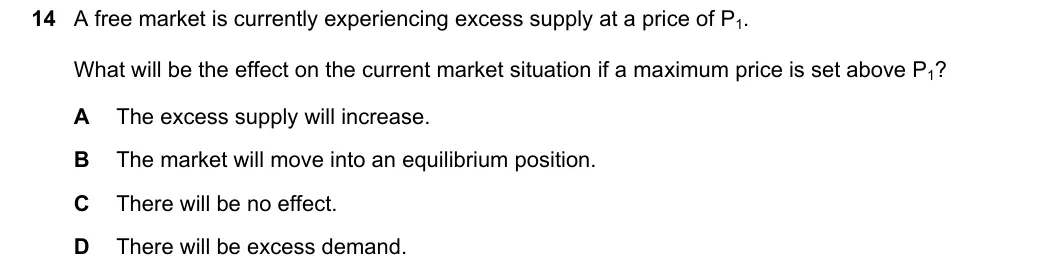 14 A free market is currently experiencing excess supply at a price of P₁.
What will be the effect on the current market situation if a maximum price is set above P₁?
A The excess supply will increase.
B The market will move into an equilibrium position.
C There will be no effect.
D There will be excess demand.